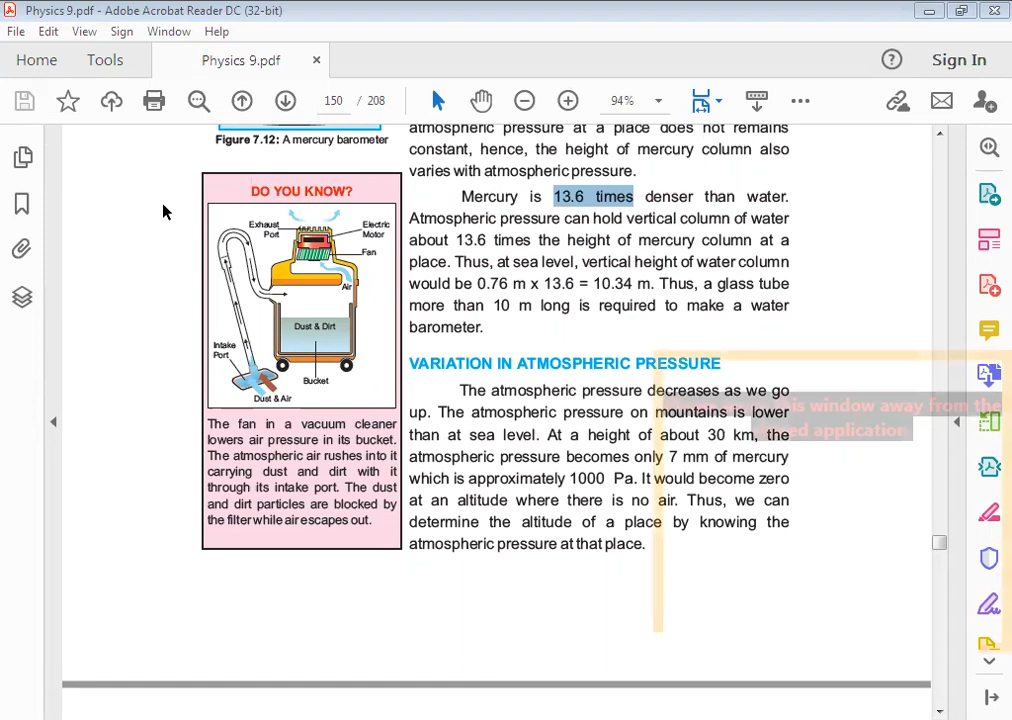 Physics 9.pdf - Adobe Acrobat Reader DC (32-bit)
File Edit View Sign Window Help
Home Tools Physics 9.pdf × ? Sign In
150 / 208 94%
Figure 7.12: A mercury barometer
DO YOU KNOW?
Exhaust
Port
Electric
Motor
Fan
Air
Dust & Dirt
Intake
Port
Bucket
Dust & Air
The fan in a vacuum cleaner
lowers air pressure in its bucket.
The atmospheric air rushes into it
carrying dust and dirt with it
through its intake port. The dust
and dirt particles are blocked by
the filter while air escapes out.
atmospheric pressure at a place does not remains
constant, hence, the height of mercury column also
varies with atmospheric pressure.
Mercury is 13.6 times denser than water.
Atmospheric pressure can hold vertical column of water
about 13.6 times the height of mercury column at a
place. Thus, at sea level, vertical height of water column
would be 0.76 m x 13.6 = 10.34 m. Thus, a glass tube
more than 10 m long is required to make a water
barometer.
VARIATION IN ATMOSPHERIC PRESSURE
The atmospheric pressure decreases as we go
up. The atmospheric pressure on mountains is lower
than at sea level. At a height of about 30 km, the
atmospheric pressure becomes only 7 mm of mercury
which is approximately 1000 Pa. It would become zero
at an altitude where there is no air. Thus, we can
determine the altitude of a place by knowing the
atmospheric pressure at that place.
this window away from the
application